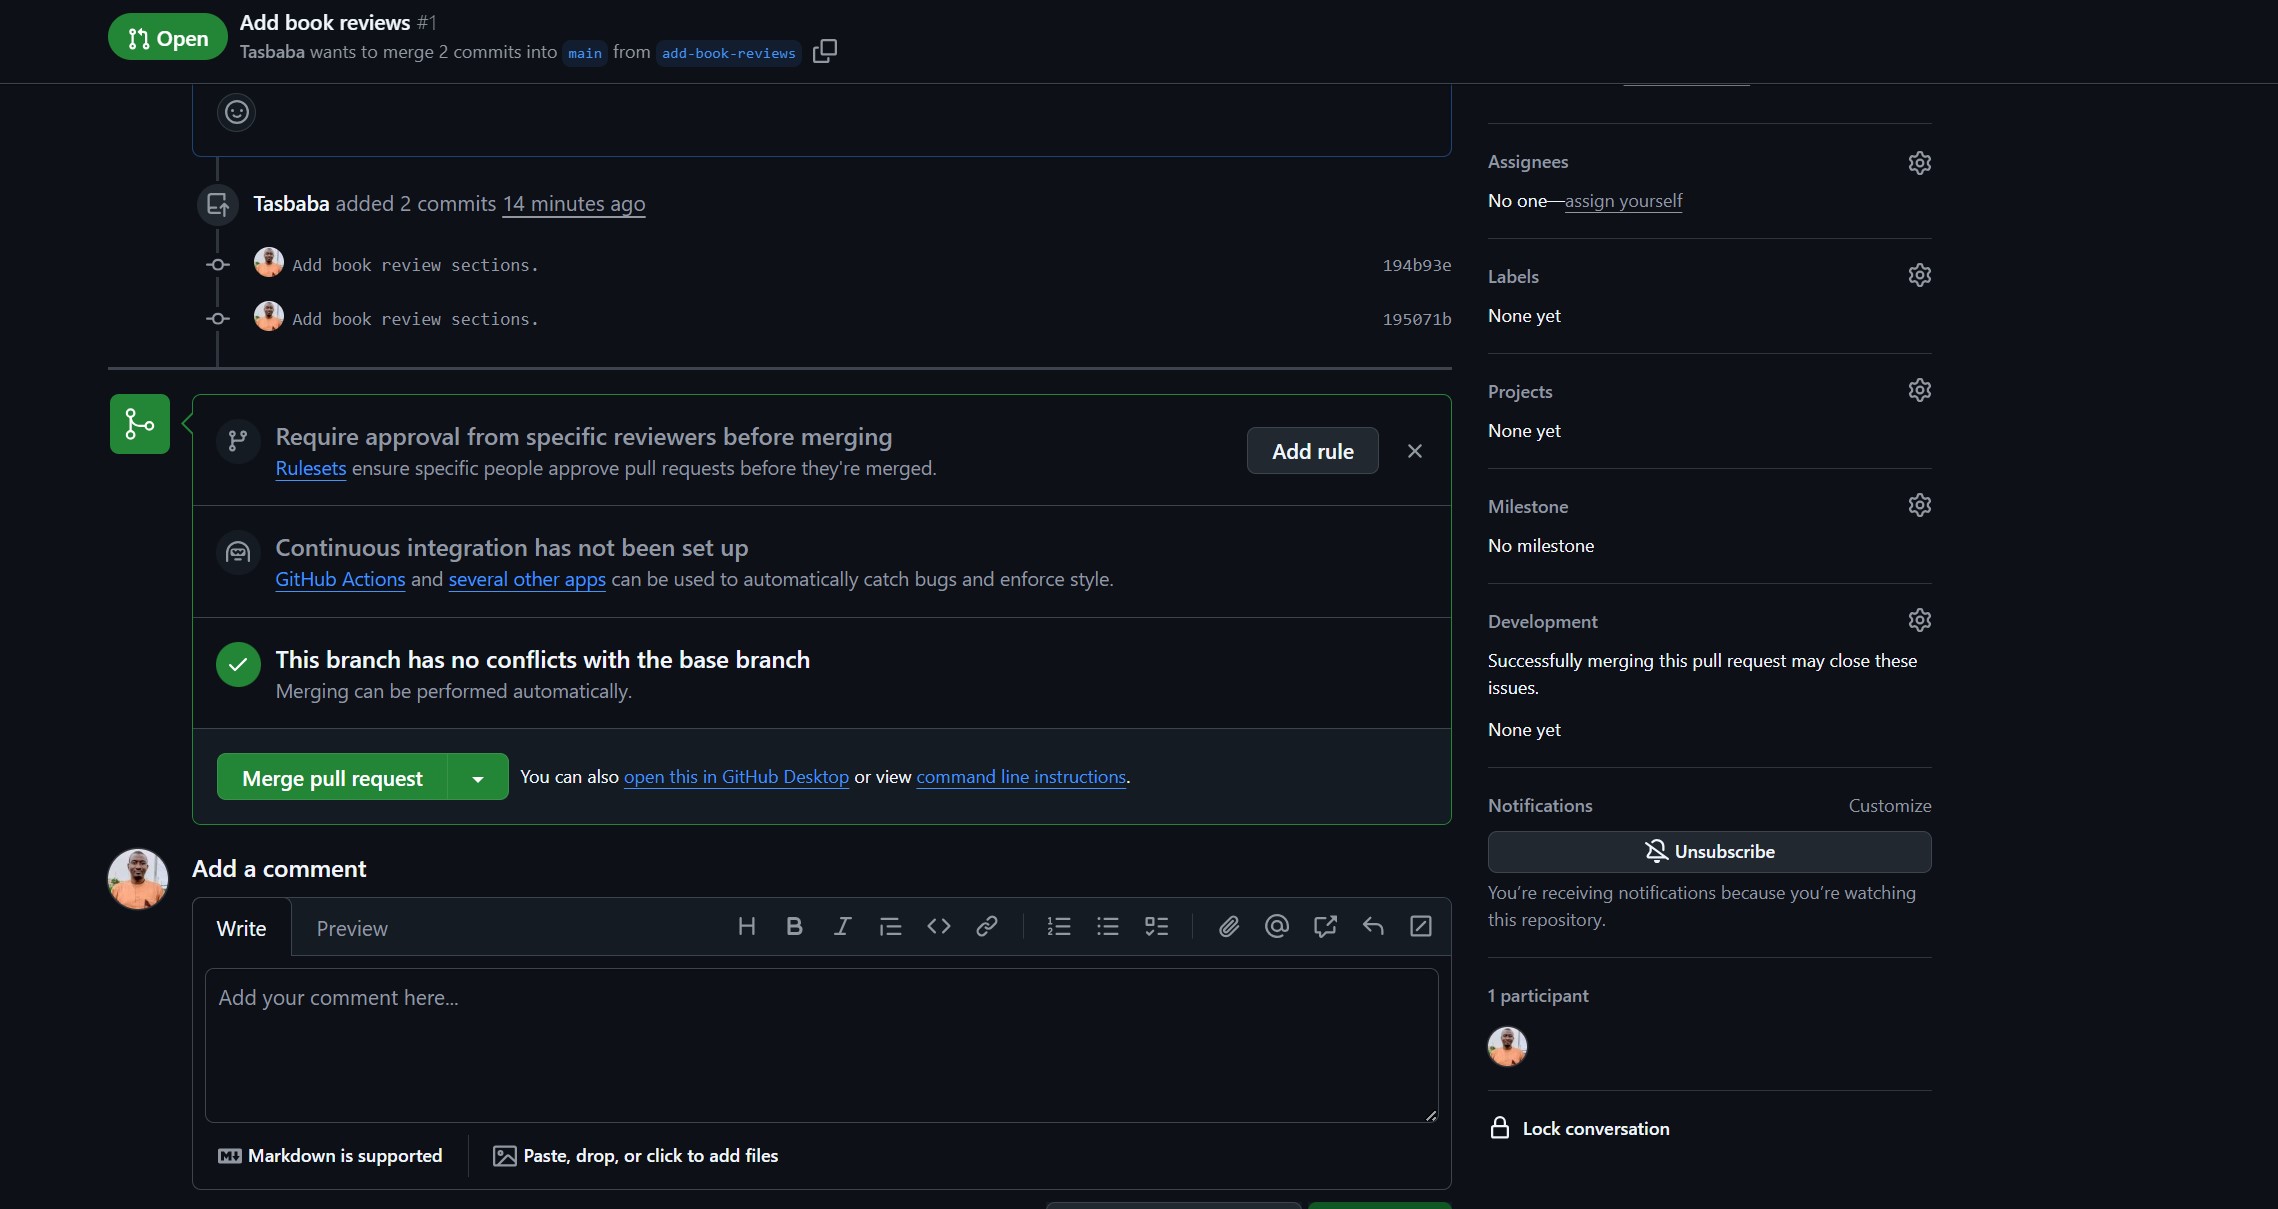 Open
Add book reviews #1
Tasbaba wants to merge 2 commits into main from add-book-reviews
Tasbaba added 2 commits 14 minutes ago
Add book review sections. 194b93e
Add book review sections. 195071b
Require approval from specific reviewers before merging
Rulesets ensure specific people approve pull requests before they're merged.
Add rule
Continuous integration has not been set up
GitHub Actions and several other apps can be used to automatically catch bugs and enforce style.
This branch has no conflicts with the base branch
Merging can be performed automatically.
Merge pull request
You can also open this in GitHub Desktop or view command line instructions.
Add a comment
Write Preview
Add your comment here...
Markdown is supported
Paste, drop, or click to add files
Assignees
No one—assign yourself
Labels
None yet
Projects
None yet
Milestone
No milestone
Development
Successfully merging this pull request may close these
issues.
None yet
Notifications Customize
Unsubscribe
You’re receiving notifications because you’re watching
this repository.
1 participant
Lock conversation